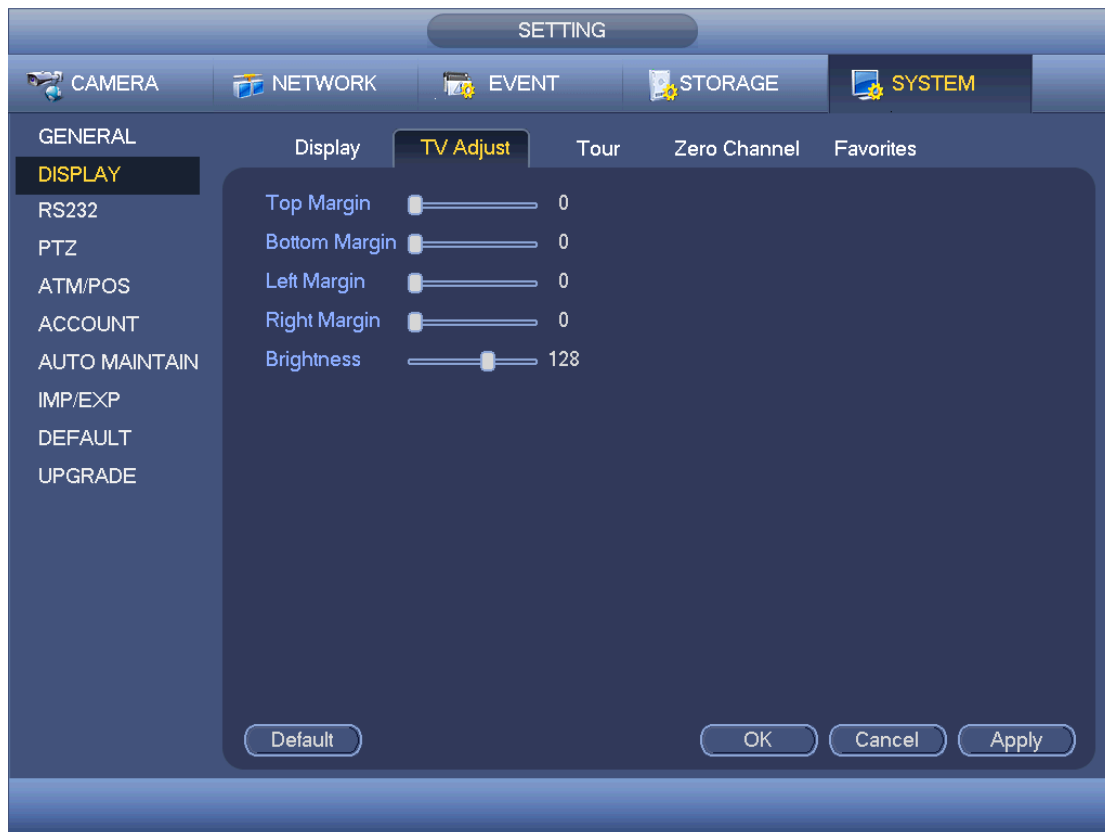 SETTING
CAMERA NETWORK EVENT STORAGE SYSTEM
GENERAL
DISPLAY
RS232
PTZ
ATM/POS
ACCOUNT
AUTO MAINTAIN
IMP/EXP
DEFAULT
UPGRADE
Display TV Adjust Tour Zero Channel Favorites
Top Margin 0
Bottom Margin 0
Left Margin 0
Right Margin 0
Brightness 128
Default OK Cancel Apply